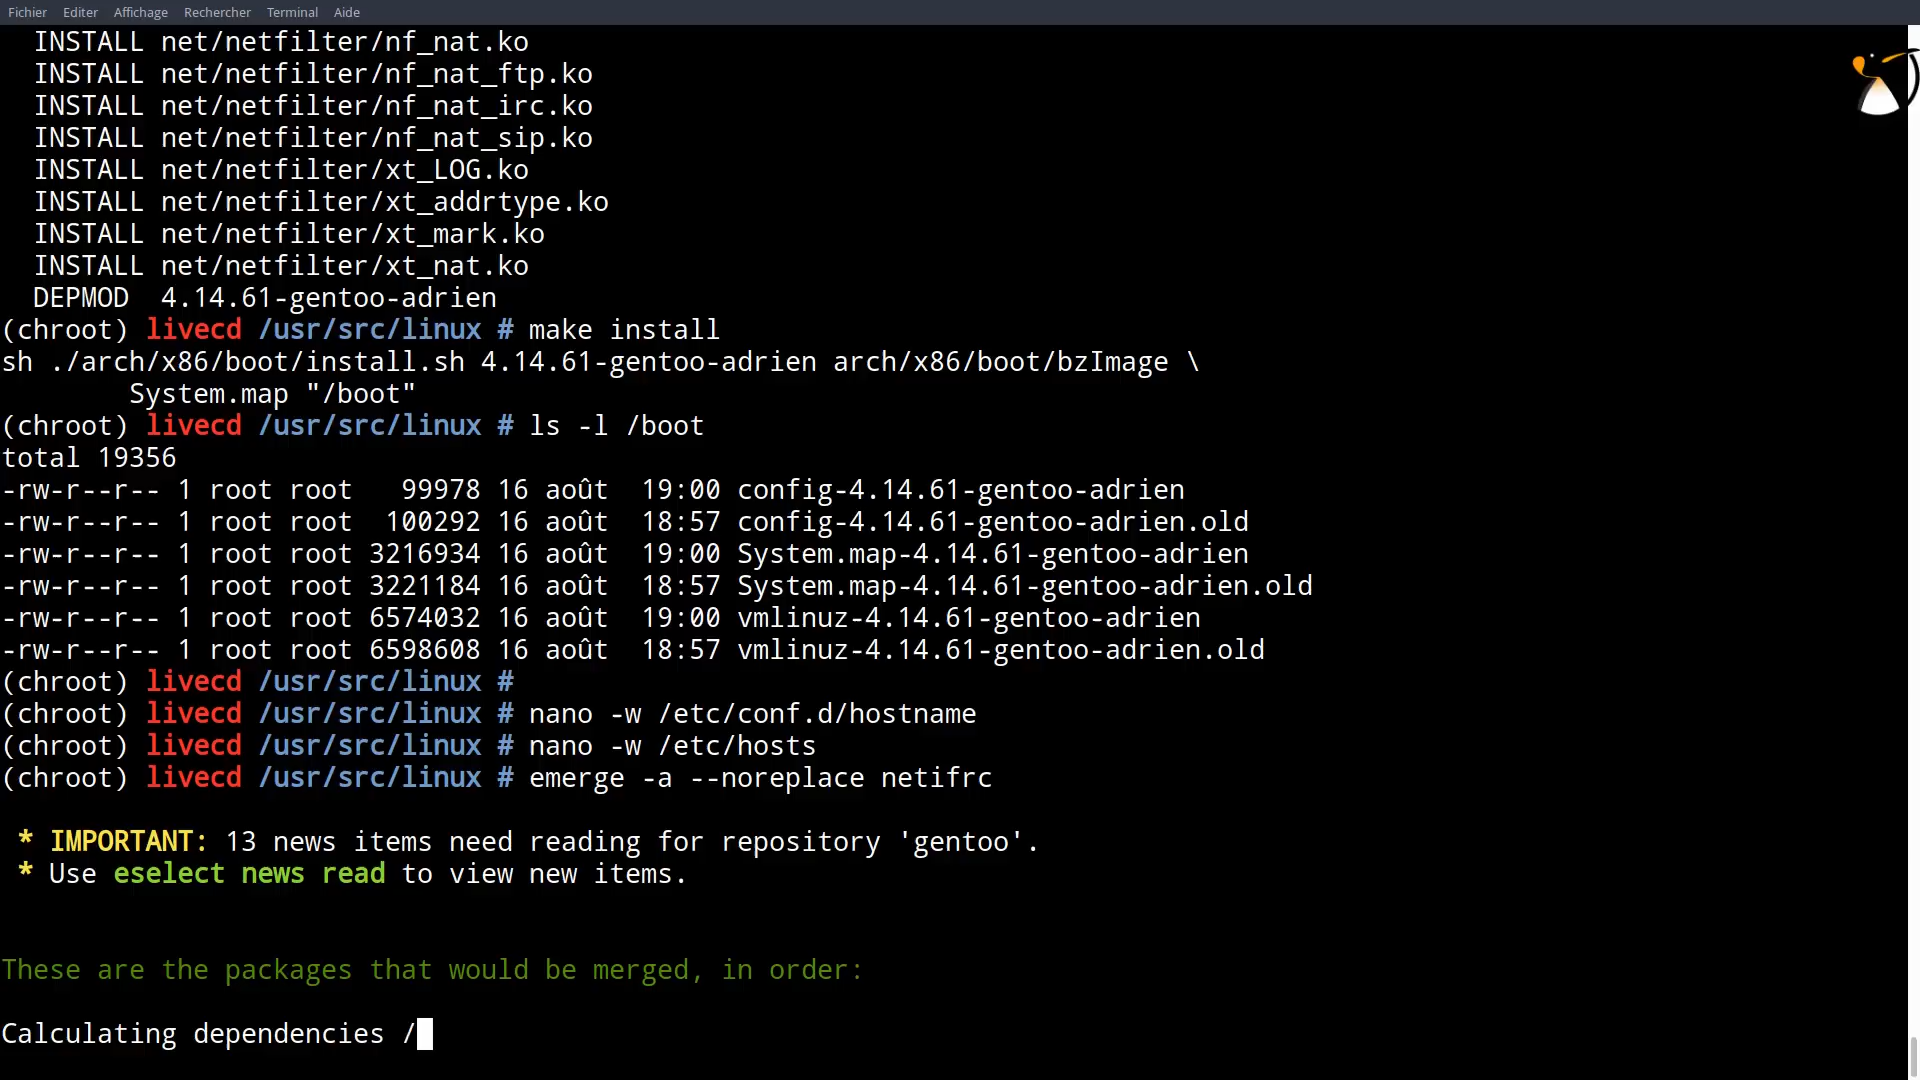 Fichier Editer Affichage Rechercher Terminal Aide
INSTALL net/netfilter/nf_nat.ko
INSTALL net/netfilter/nf_nat_ftp.ko
INSTALL net/netfilter/nf_nat_irc.ko
INSTALL net/netfilter/nf_nat_sip.ko
INSTALL net/netfilter/xt_LOG.ko
INSTALL net/netfilter/xt_addrtype.ko
INSTALL net/netfilter/xt_mark.ko
INSTALL net/netfilter/xt_nat.ko
DEPMOD  4.14.61-gentoo-adrien
(chroot) livecd /usr/src/linux # make install
sh ./arch/x86/boot/install.sh 4.14.61-gentoo-adrien arch/x86/boot/bzImage \
System.map "/boot"
(chroot) livecd /usr/src/linux # ls -l /boot
total 19356
-rw-r--r-- 1 root root   99978 16 août  19:00 config-4.14.61-gentoo-adrien
-rw-r--r-- 1 root root  100292 16 août  18:57 config-4.14.61-gentoo-adrien.old
-rw-r--r-- 1 root root 3216934 16 août  19:00 System.map-4.14.61-gentoo-adrien
-rw-r--r-- 1 root root 3221184 16 août  18:57 System.map-4.14.61-gentoo-adrien.old
-rw-r--r-- 1 root root 6574032 16 août  19:00 vmlinuz-4.14.61-gentoo-adrien
-rw-r--r-- 1 root root 6598608 16 août  18:57 vmlinuz-4.14.61-gentoo-adrien.old
(chroot) livecd /usr/src/linux #
(chroot) livecd /usr/src/linux # nano -w /etc/conf.d/hostname
(chroot) livecd /usr/src/linux # nano -w /etc/hosts
(chroot) livecd /usr/src/linux # emerge -a --noreplace netifrc
* IMPORTANT: 13 news items need reading for repository 'gentoo'.
* Use eselect news read to view new items.
These are the packages that would be merged, in order:
Calculating dependencies /